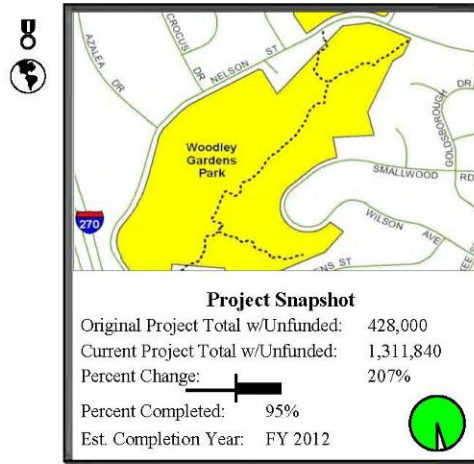 AZALEA
DR
CROCUS
DR
NELSON ST
Woodley
Gardens
Park
GOLDSBOROUGH
DR
SMALLWOOD RD
WILSON AVE
270
ENS ST
Project Snapshot
Original Project Total w/Unfunded: 428,000
Current Project Total w/Unfunded: 1,311,840
Percent Change: 207%
Percent Completed: 95%
Est. Completion Year: FY 2012